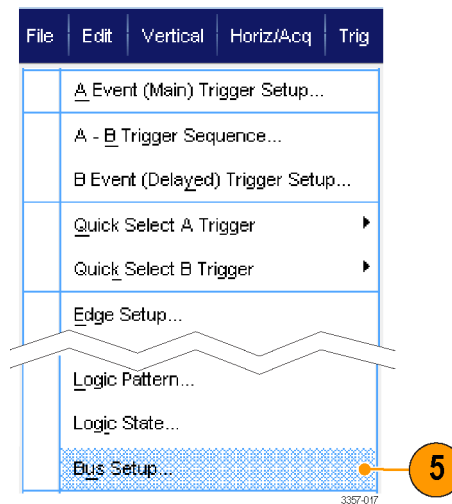 File Edit Vertical Horiz/Acq Trig
A Event (Main) Trigger Setup...
A - B Trigger Sequence...
B Event (Delayed) Trigger Setup...
Quick Select A Trigger
Quick Select B Trigger
Edge Setup...
Logic Pattern...
Logic State...
Bus Setup...
5
3357-017